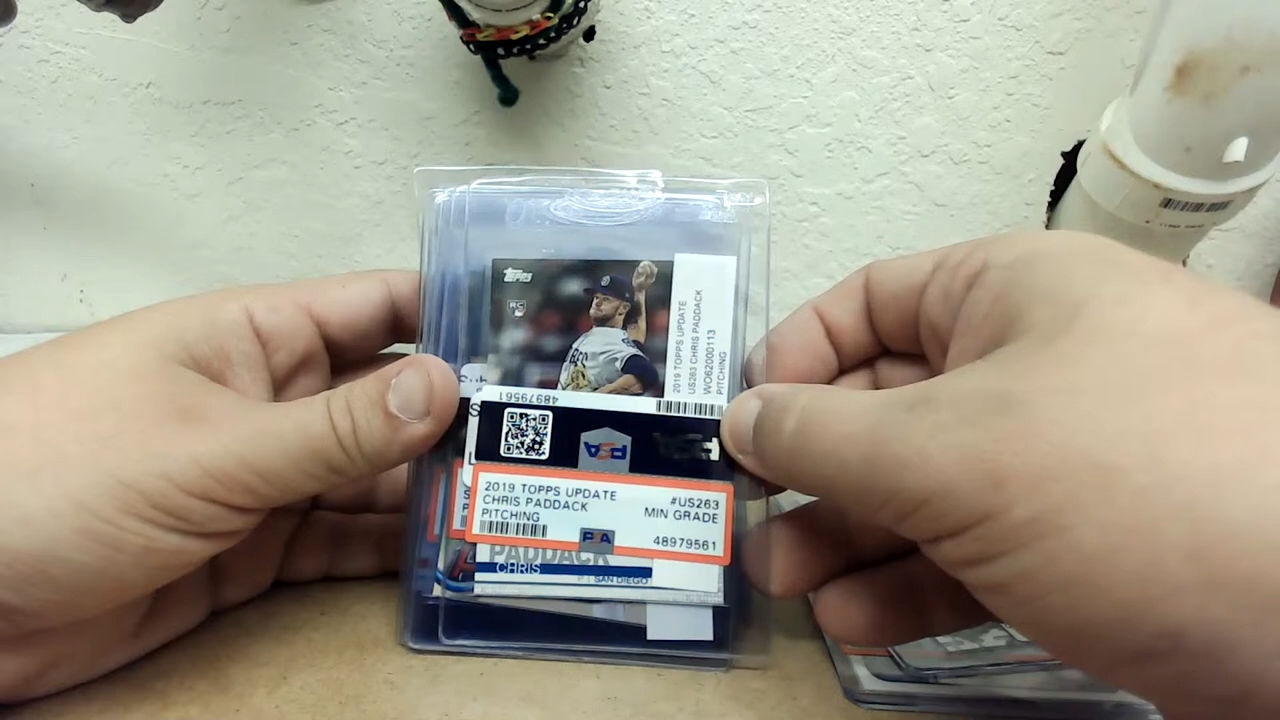 Topps
RC
2019 TOPPS UPDATE
US263 CHRIS PADDACK
WO62000113
PITCHING
48979561
PSA
2019 TOPPS UPDATE
CHRIS PADDACK
PITCHING
#US263
MIN GRADE
PSA
48979561
PADDACK
CHRIS
P | SAN DIEGO